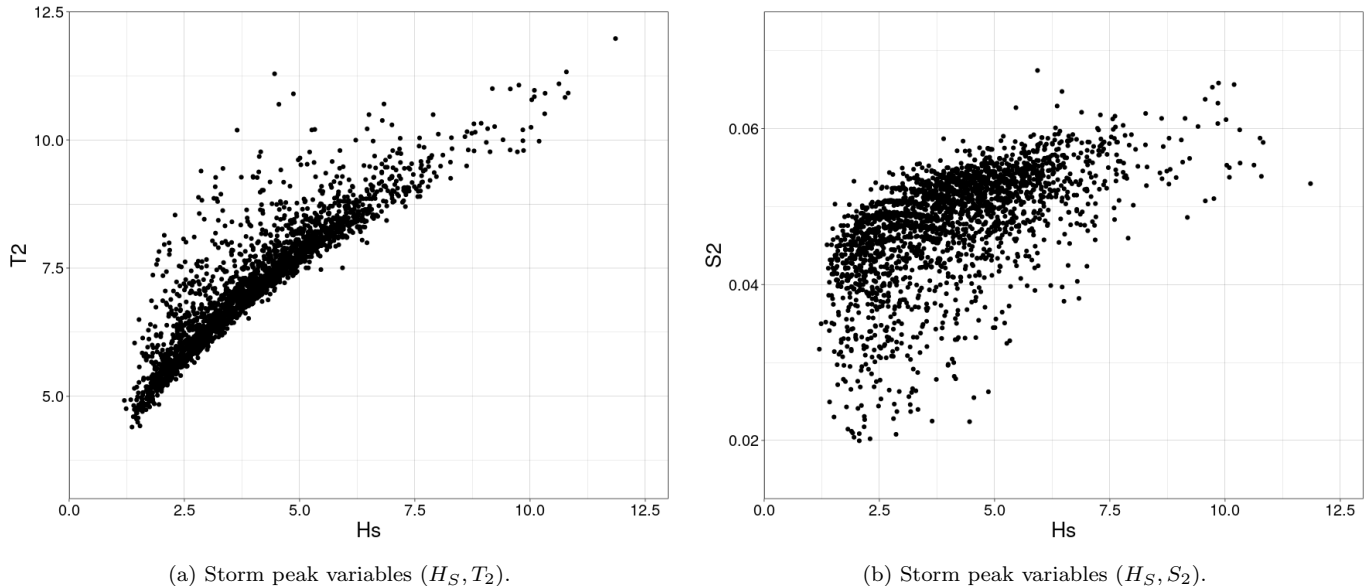 12.5
10.0
7.5
5.0
T2
0.0 2.5 5.0 7.5 10.0 12.5
Hs
(a) Storm peak variables (H_S, T_2).
0.06
0.04
0.02
S2
0.0 2.5 5.0 7.5 10.0 12.5
Hs
(b) Storm peak variables (H_S, S_2).